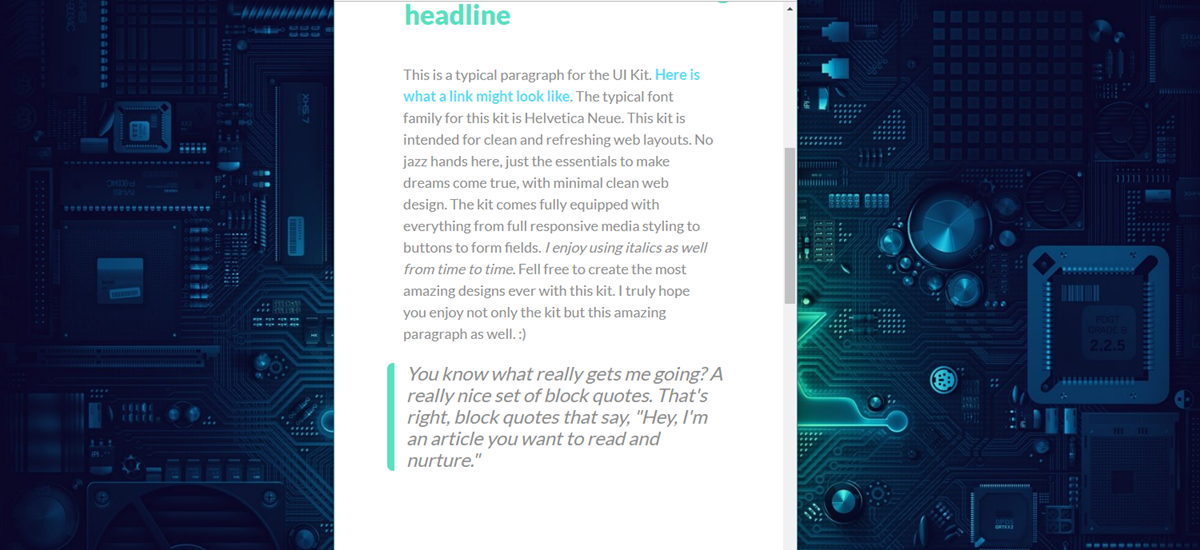 headline
This is a typical paragraph for the UI Kit. Here is
what a link might look like. The typical font
family for this kit is Helvetica Neue. This kit is
intended for clean and refreshing web layouts. No
jazz hands here, just the essentials to make
dreams come true, with minimal clean web
design. The kit comes fully equipped with
everything from full responsive media styling to
buttons to form fields. I enjoy using italics as well
from time to time. Fell free to create the most
amazing designs ever with this kit. I truly hope
you enjoy not only the kit but this amazing
paragraph as well. :)
You know what really gets me going? A
really nice set of block quotes. That's
right, block quotes that say, "Hey, I'm
an article you want to read and
nurture."
PDGT
GRADE 8
2.2.5